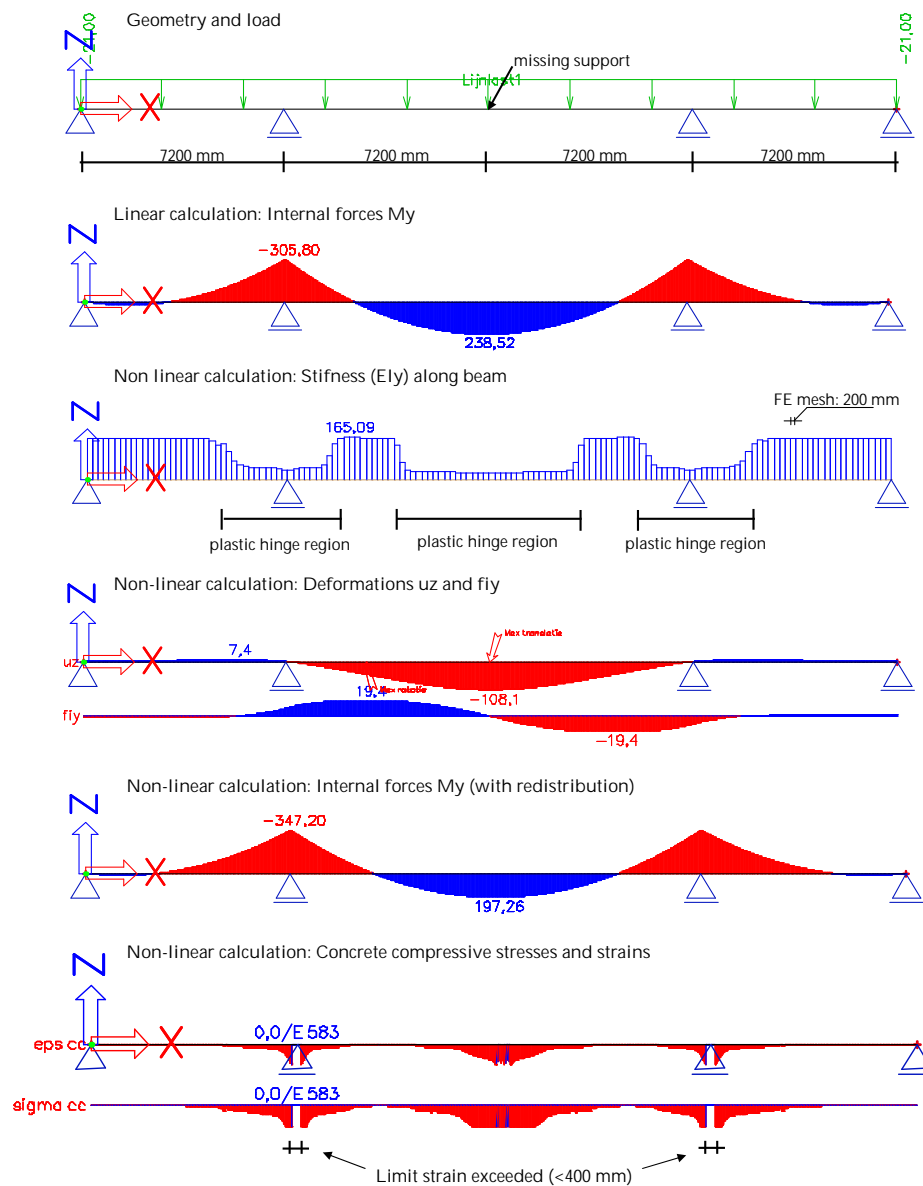 Geometry and load
Z
-21,00
-21,00
missing support
Lijnlast1
X
7200 mm
7200 mm
7200 mm
7200 mm
Linear calculation: Internal forces My
Z
-305,80
X
238,52
Non linear calculation: Stifness (EIy) along beam
Z
FE mesh: 200 mm
165,09
X
plastic hinge region
plastic hinge region
plastic hinge region
Non-linear calculation: Deformations uz and fiy
Z
Max translatie
7,4
uz
X
Max rotatie
19,4
-108,1
fiy
-19,4
Non-linear calculation: Internal forces My (with redistribution)
Z
-347,20
X
197,26
Non-linear calculation: Concrete compressive stresses and strains
Z
0,0/E 583
X
eps cc
0,0/E 583
sigma cc
Limit strain exceeded (<400 mm)